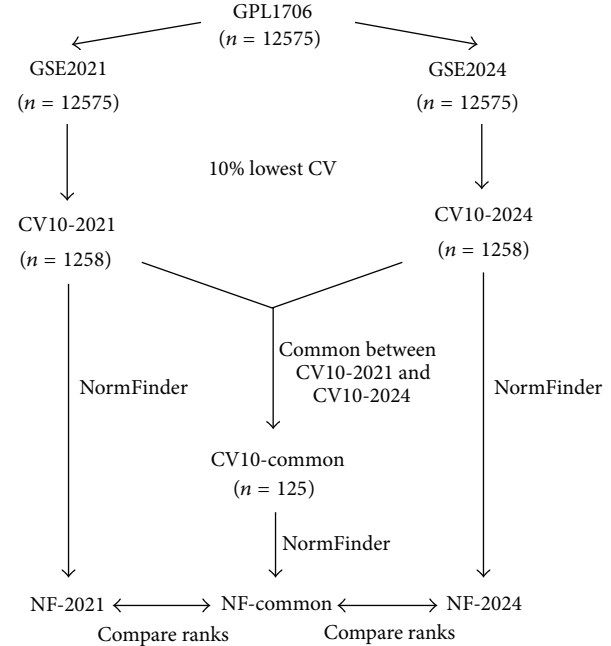 GPL1706
(n = 12575)
GSE2021
(n = 12575)
GSE2024
(n = 12575)
10% lowest CV
CV10-2021
(n = 1258)
CV10-2024
(n = 1258)
Common between
CV10-2021 and
CV10-2024
NormFinder
NormFinder
CV10-common
(n = 125)
NormFinder
NF-2021
NF-common
NF-2024
Compare ranks
Compare ranks